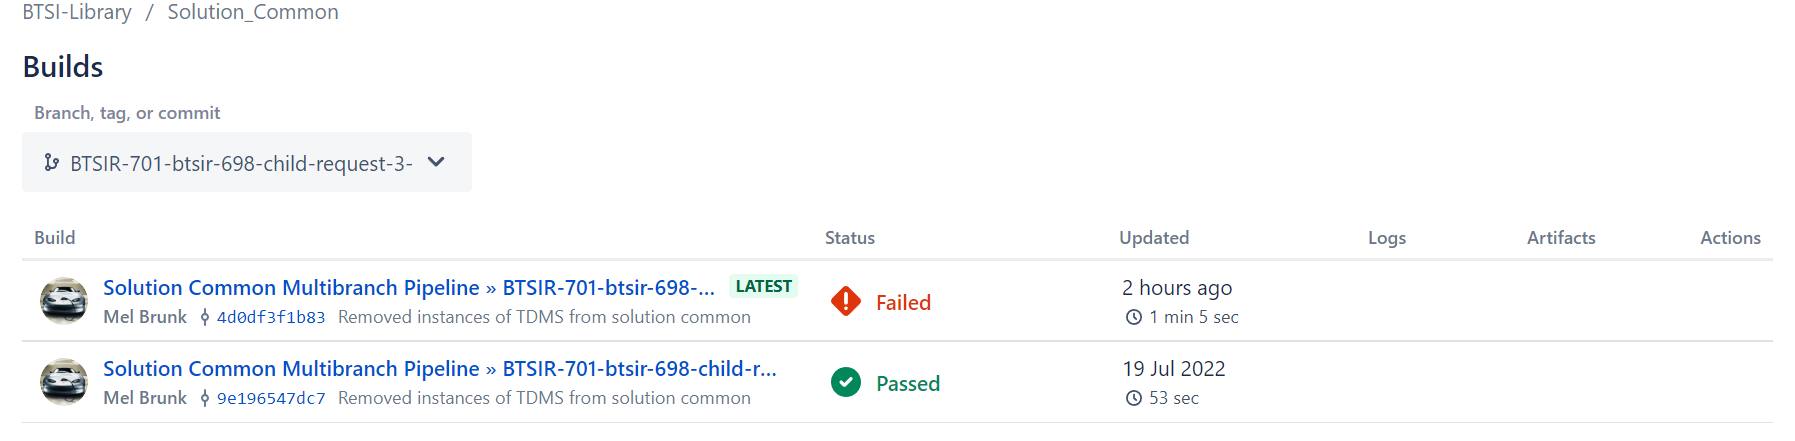 BTSI-Library / Solution_Common
Builds
Branch, tag, or commit
BTSIR-701-btsir-698-child-request-3-
Build Status Updated Logs Artifacts Actions
Solution Common Multibranch Pipeline » BTSIR-701-btsir-698-... LATEST Failed 2 hours ago
Mel Brunk 4d0df3f1b83 Removed instances of TDMS from solution common 1 min 5 sec
Solution Common Multibranch Pipeline » BTSIR-701-btsir-698-child-r... Passed 19 Jul 2022
Mel Brunk 9e196547dc7 Removed instances of TDMS from solution common 53 sec